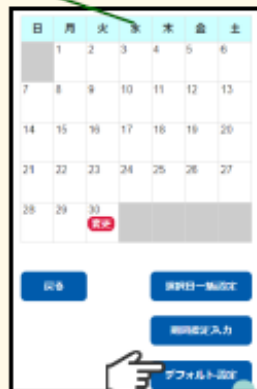 日 月 火 水 木 金 土
1 2 3 4 5 6
7 8 9 10 11 12 13
14 15 16 17 18 19 20
21 22 23 24 25 26 27
28 29 30
変更
戻る
選択日一括設定
期間指定入力
デフォルト設定